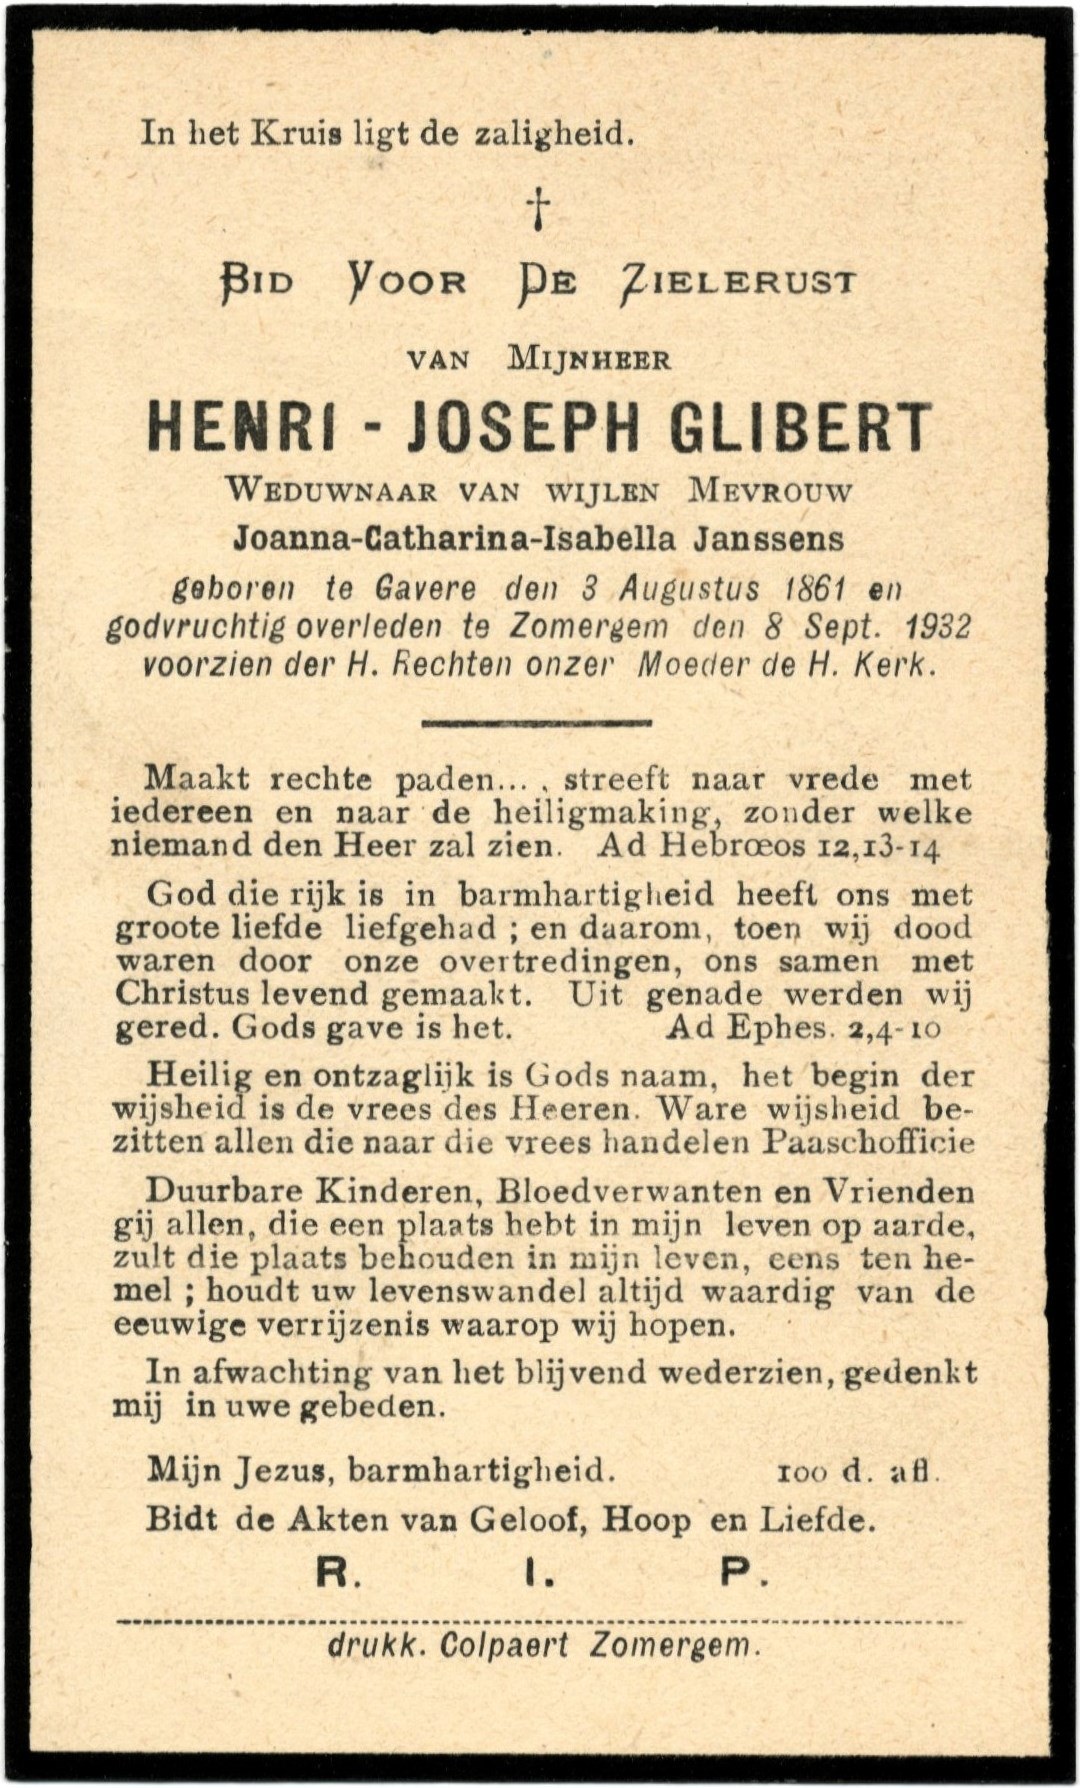 In het Kruis ligt de zaligheid.
†
Bid Voor De Zielerust
van Mijnheer
HENRI - JOSEPH GLIBERT
Weduwnaar van wijlen Mevrouw
Joanna-Catharina-Isabella Janssens
geboren te Gavere den 3 Augustus 1861 en
godvruchtig overleden te Zomergem den 8 Sept. 1932
voorzien der H. Rechten onzer Moeder de H. Kerk.
Maakt rechte paden... , streeft naar vrede met
iedereen en naar de heiligmaking, zonder welke
niemand den Heer zal zien. Ad Hebrœos 12,13-14
God die rijk is in barmhartigheid heeft ons met
groote liefde liefgehad ; en daarom, toen wij dood
waren door onze overtredingen, ons samen met
Christus levend gemaakt. Uit genade werden wij
gered. Gods gave is het. Ad Ephes. 2,4-10
Heilig en ontzaglijk is Gods naam, het begin der
wijsheid is de vrees des Heeren. Ware wijsheid be-
zitten allen die naar die vrees handelen Paaschofficie
Duurbare Kinderen, Bloedverwanten en Vrienden
gij allen, die een plaats hebt in mijn leven op aarde,
zult die plaats behouden in mijn leven, eens ten he-
mel ; houdt uw levenswandel altijd waardig van de
eeuwige verrijzenis waarop wij hopen.
In afwachting van het blijvend wederzien, gedenkt
mij in uwe gebeden.
Mijn Jezus, barmhartigheid. 100 d. afl.
Bidt de Akten van Geloof, Hoop en Liefde.
R. I. P.
drukk. Colpaert Zomergem.